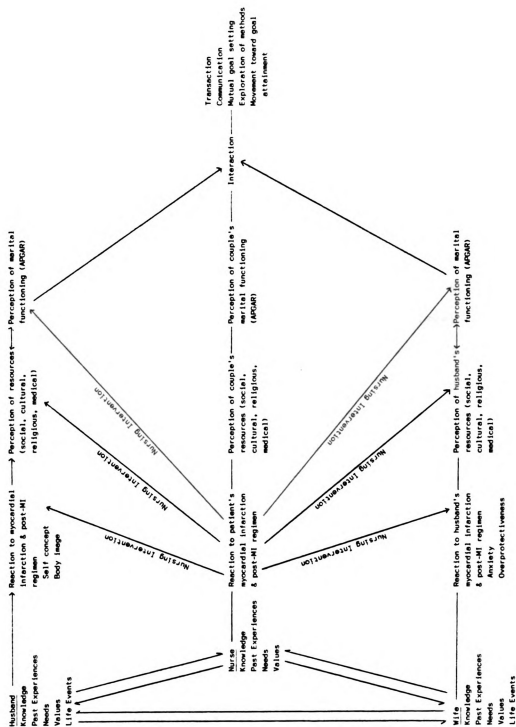 Husband
Knowledge
Past Experiences
Needs
Values
Life Events
Reaction to myocardial
infarction & post-MI
regimen
Self concept
Body image
Perception of resources
(social, cultural,
religious, medical)
Perception of marital
functioning (APGAR)
Nursing Intervention
Nursing Intervention
Nursing Intervention
Nurse
Knowledge
Past Experiences
Needs
Values
Reaction to patient's
myocardial infarction
& post-MI regimen
Perception of couple's
resources (social,
cultural, religious,
medical)
Perception of couple's
marital functioning
(APGAR)
Interaction
Transaction
Communication
Mutual goal setting
Exploration of methods
Movement toward goal
attainment
Nursing Intervention
Nursing Intervention
Nursing Intervention
Wife
Knowledge
Past Experiences
Needs
Values
Life Events
Reaction to husband's
myocardial infarction
& post-MI regimen
Anxiety
Overprotectiveness
Perception of husband's
resources (social,
cultural, religious,
medical)
Perception of marital
functioning (APGAR)